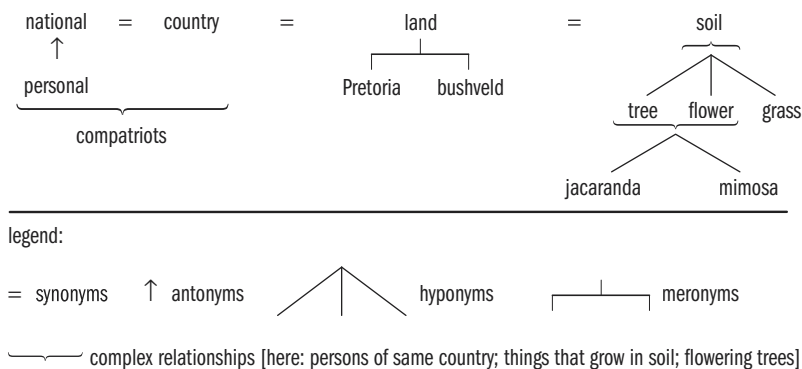 national = country = land = soil
↑
personal Pretoria bushveld
compatriots tree flower grass
jacaranda mimosa
legend:
= synonyms ↑ antonyms hyponyms meronyms
complex relationships [here: persons of same country; things that grow in soil; flowering trees]